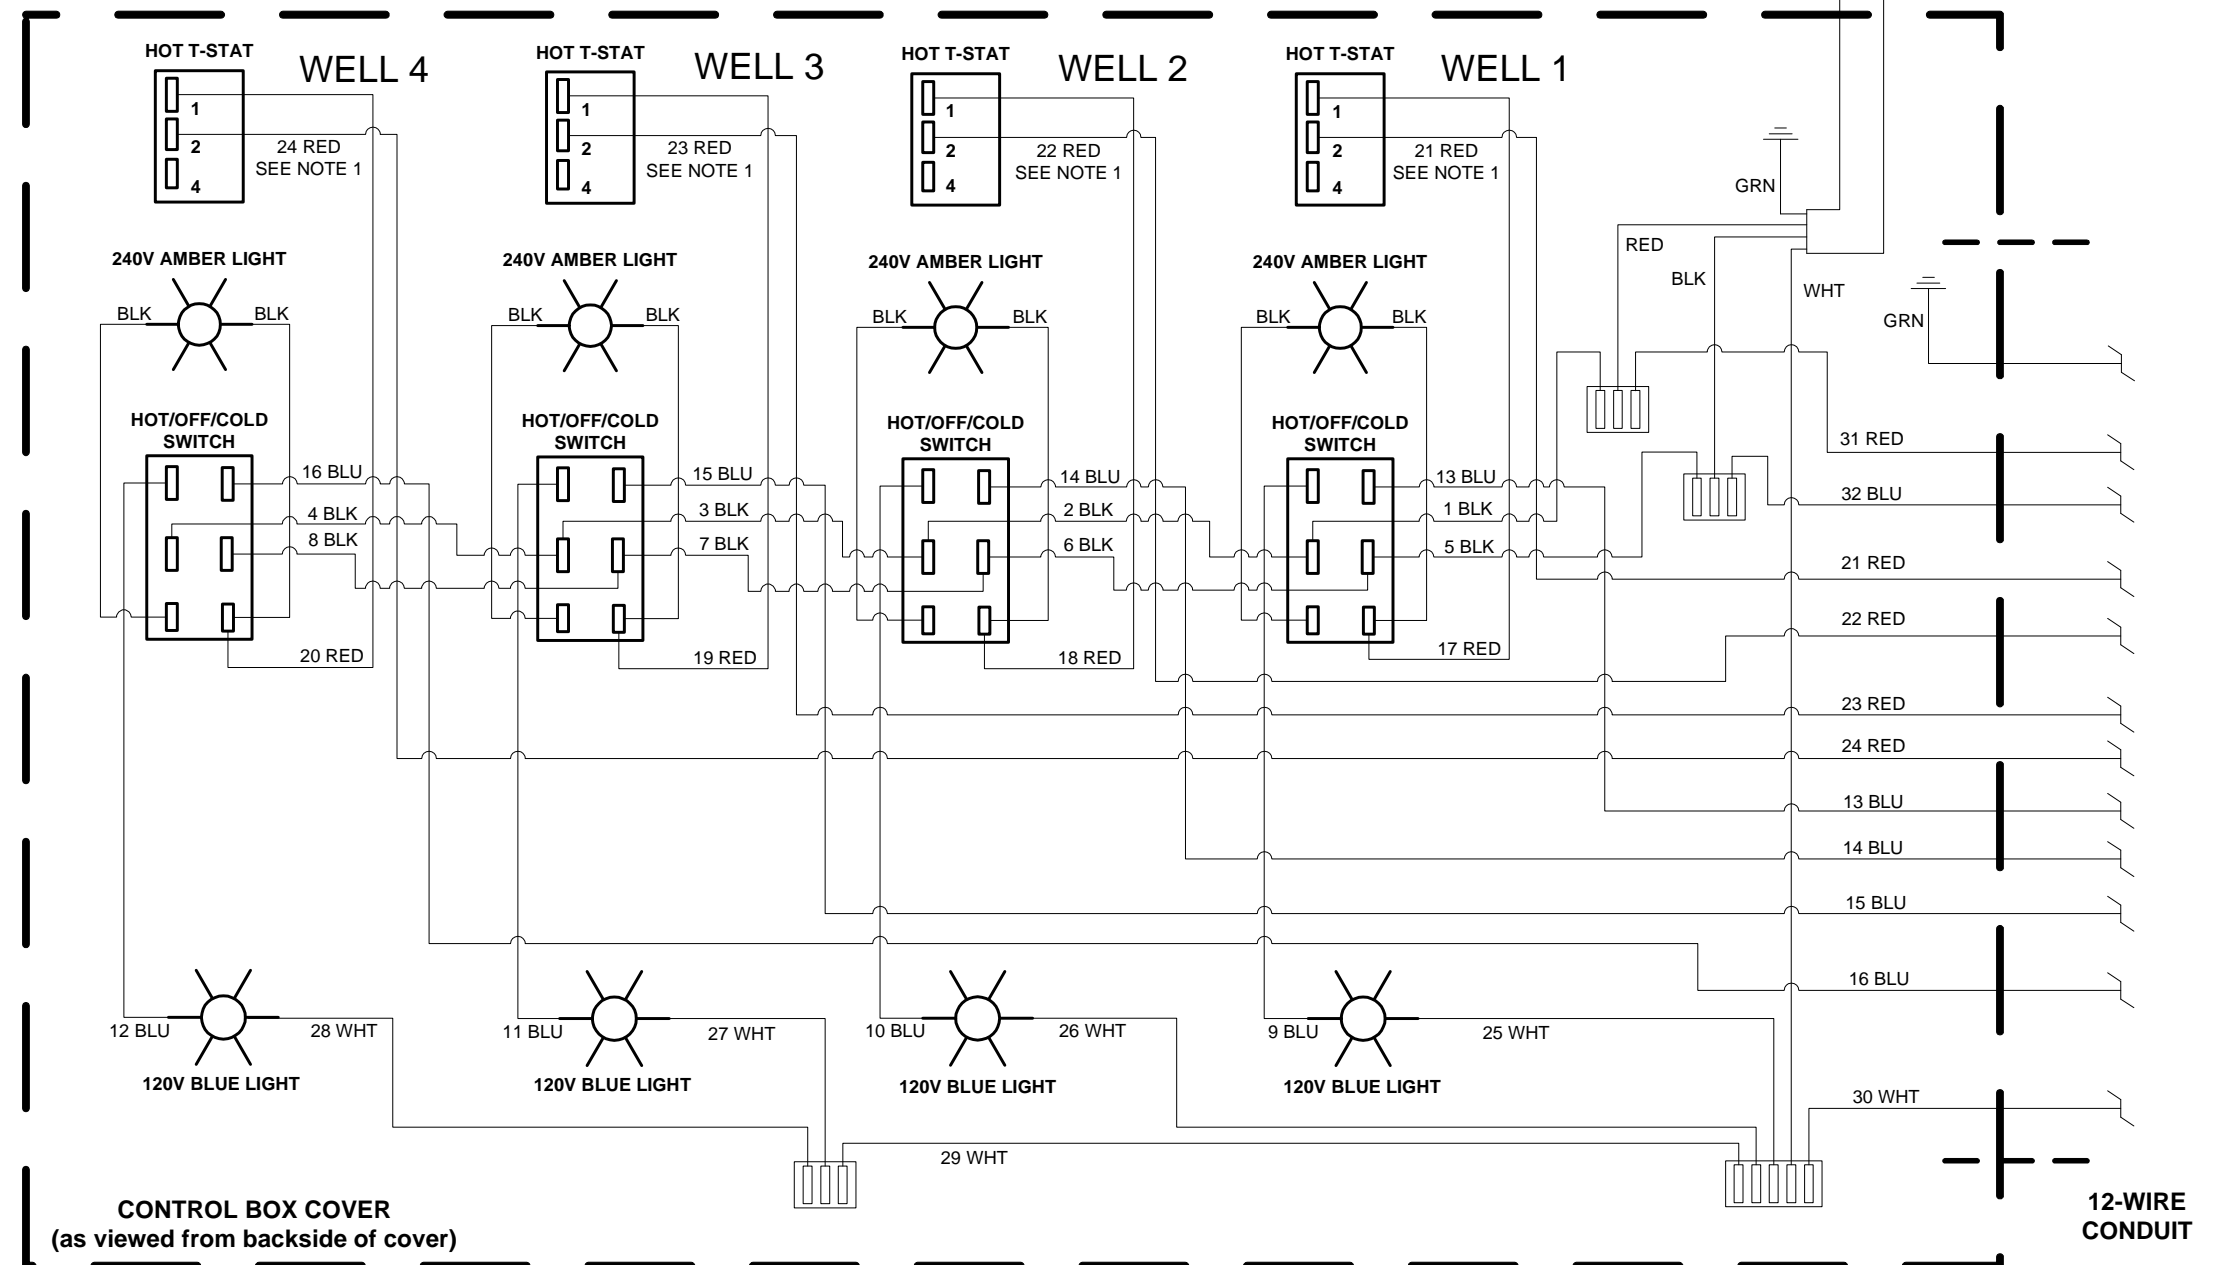 HOT T-STAT
WELL 4
HOT T-STAT
WELL 3
HOT T-STAT
WELL 2
HOT T-STAT
WELL 1
1
2
4
24 RED
SEE NOTE 1
1
2
4
23 RED
SEE NOTE 1
1
2
4
22 RED
SEE NOTE 1
1
2
4
21 RED
SEE NOTE 1
GRN
RED
BLK
WHT
GRN
240V AMBER LIGHT
240V AMBER LIGHT
240V AMBER LIGHT
240V AMBER LIGHT
BLK
BLK
BLK
BLK
BLK
BLK
BLK
BLK
HOT/OFF/COLD
SWITCH
HOT/OFF/COLD
SWITCH
HOT/OFF/COLD
SWITCH
HOT/OFF/COLD
SWITCH
16 BLU
4 BLK
8 BLK
20 RED
15 BLU
3 BLK
7 BLK
19 RED
14 BLU
2 BLK
6 BLK
18 RED
13 BLU
1 BLK
5 BLK
17 RED
31 RED
32 BLU
21 RED
22 RED
23 RED
24 RED
13 BLU
14 BLU
15 BLU
16 BLU
12 BLU
28 WHT
11 BLU
27 WHT
10 BLU
26 WHT
9 BLU
25 WHT
120V BLUE LIGHT
120V BLUE LIGHT
120V BLUE LIGHT
120V BLUE LIGHT
30 WHT
29 WHT
CONTROL BOX COVER
(as viewed from backside of cover)
12-WIRE
CONDUIT